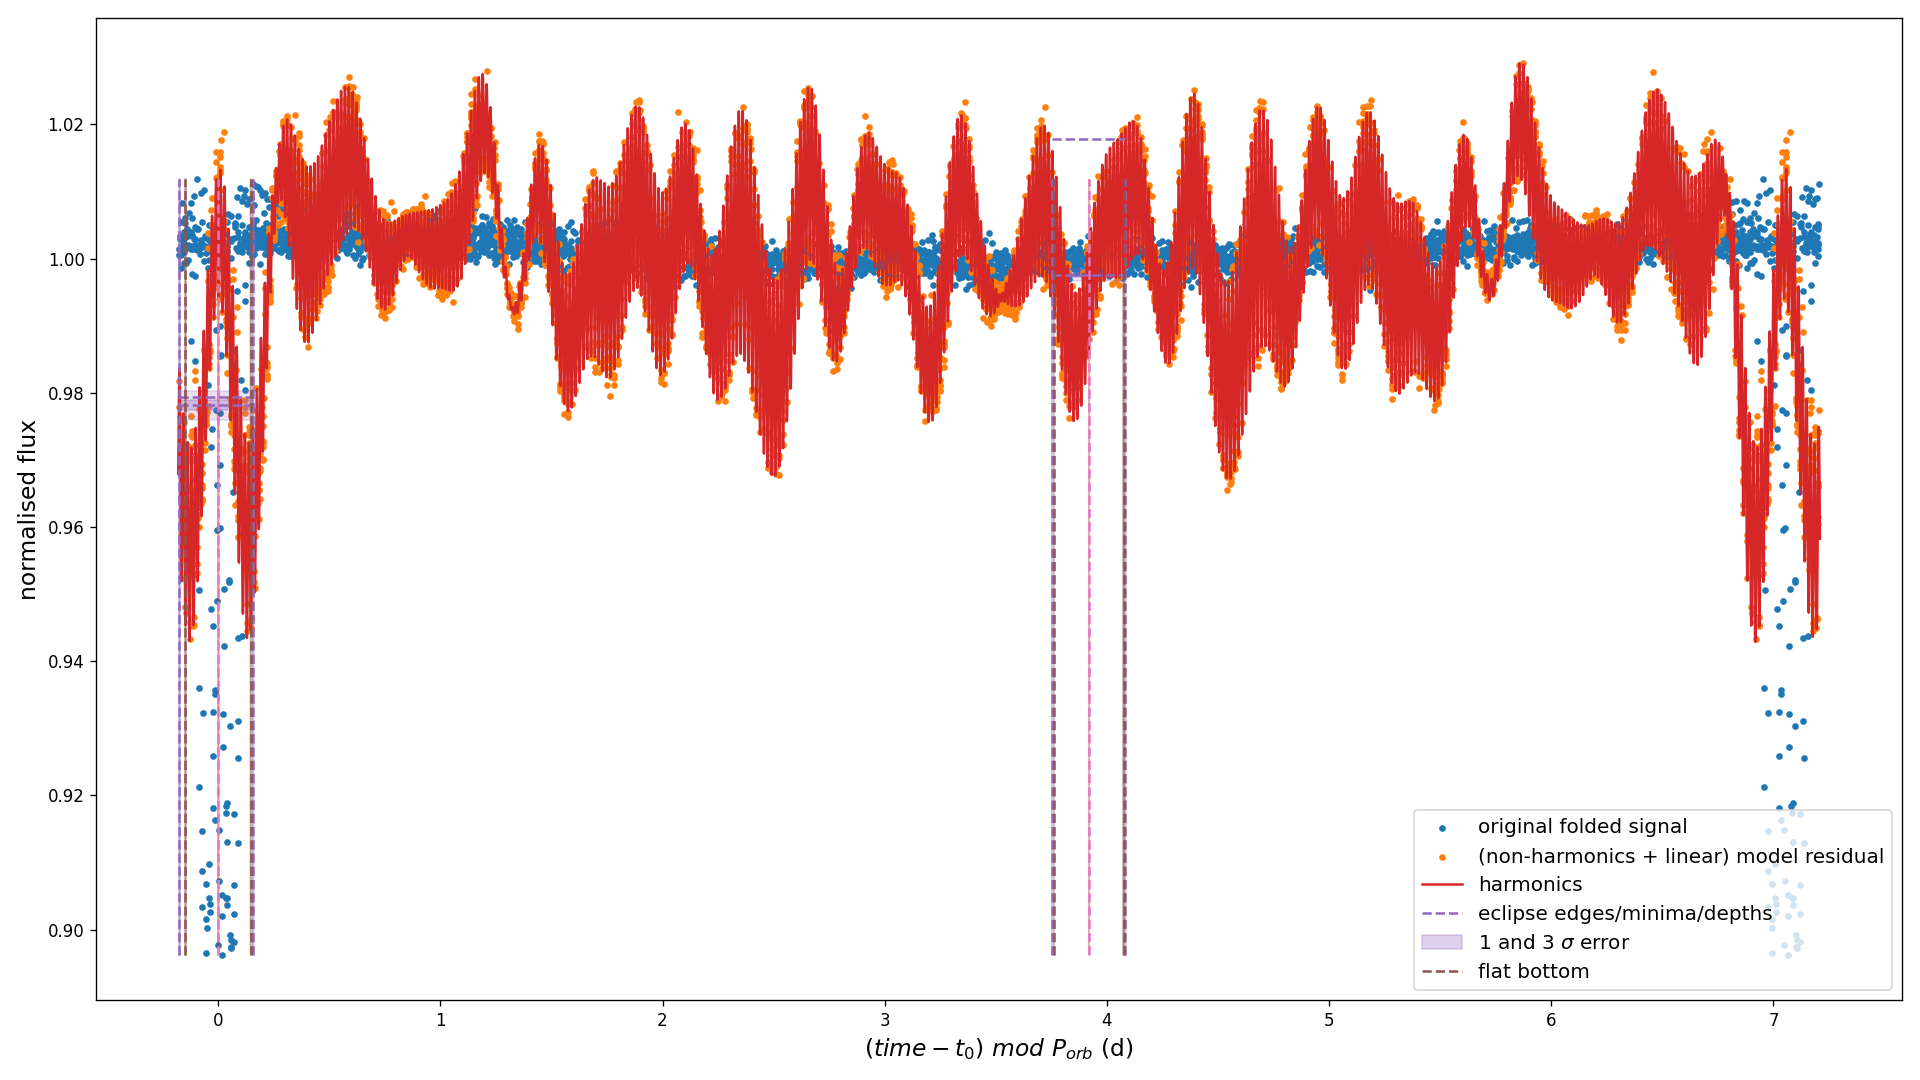 normalised flux
1.02
1.00
0.98
0.96
0.94
0.92
0.90
original folded signal
(non-harmonics + linear) model residual
harmonics
eclipse edges/minima/depths
1 and 3 σ error
flat bottom
0 1 2 3 4 5 6 7
(time − t₀) mod P_orb (d)